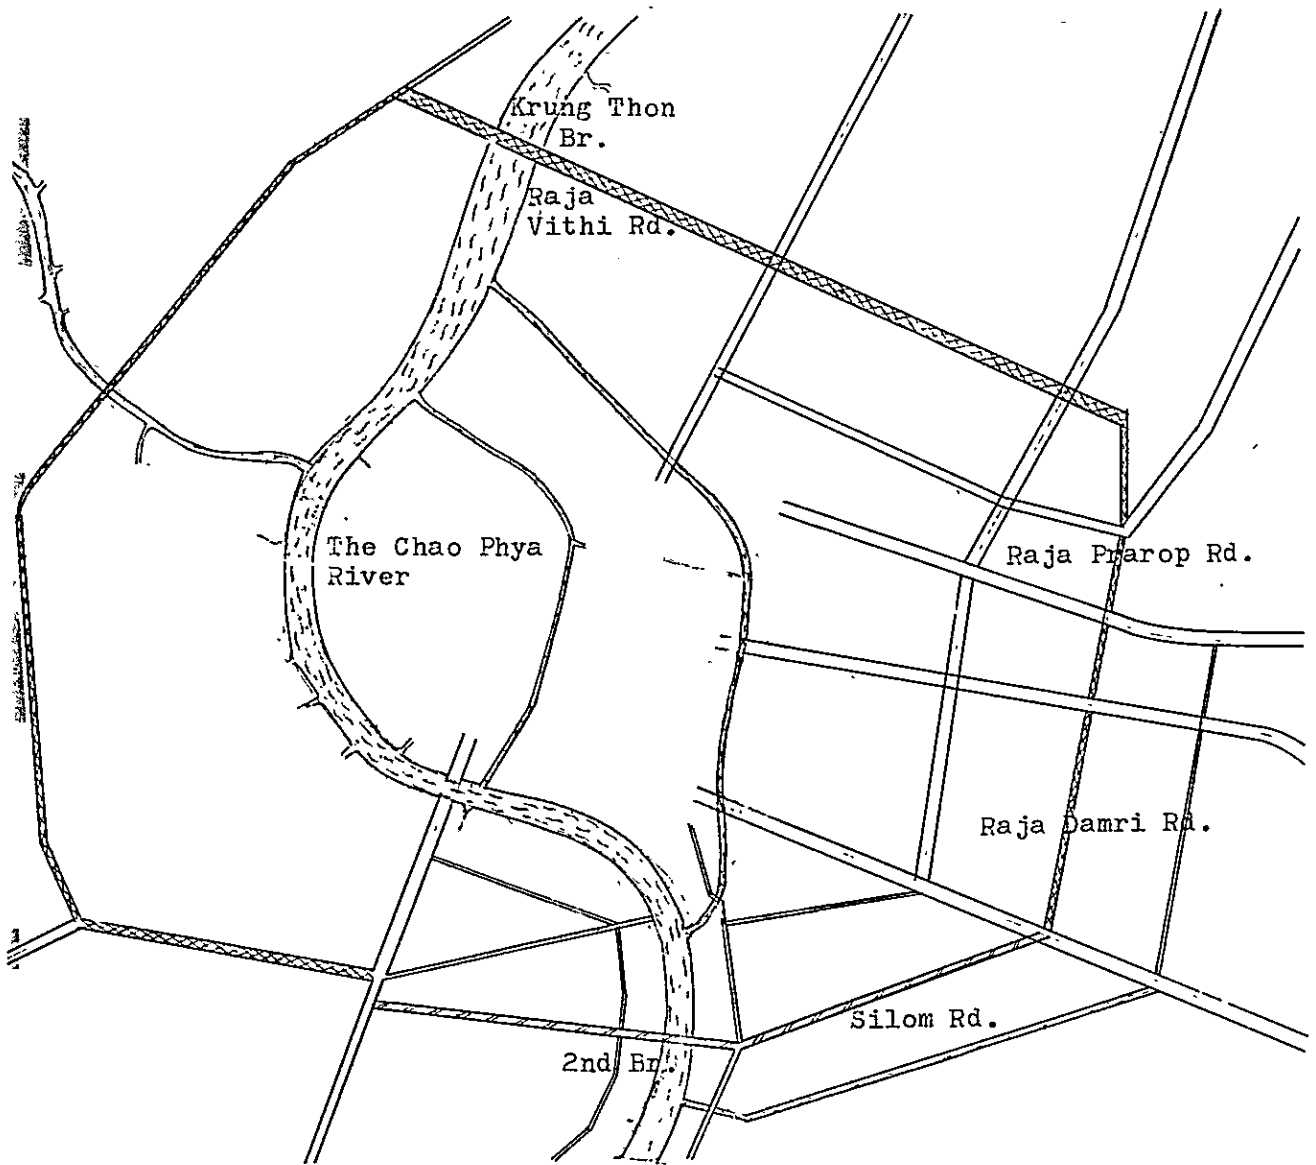 Krung Thon
Br.
Raja
Vithi Rd.
The Chao Phya
River
Raja Prarop Rd.
Raja Damri Rd.
Silom Rd.
2nd Br.